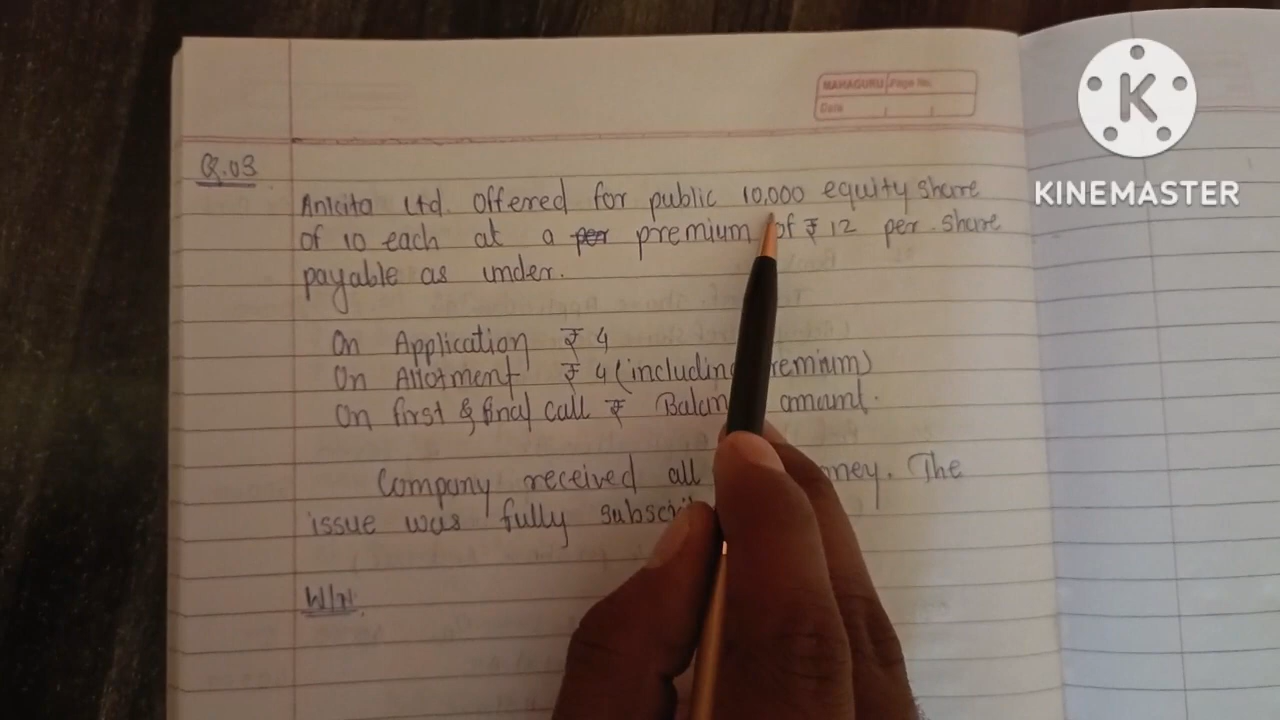 MAHAGURU Page No.
Date
K
KINEMASTER
Q.03
Ankita Ltd. offered for public 10,000 equity share
of 10 each at a per premium of ₹ 12 per share
payable as under.
On Application ₹ 4
On Allotment ₹ 4 (including premium)
On first & final call ₹ Balance amount.
Company received all money. The
issue was fully
W/N.